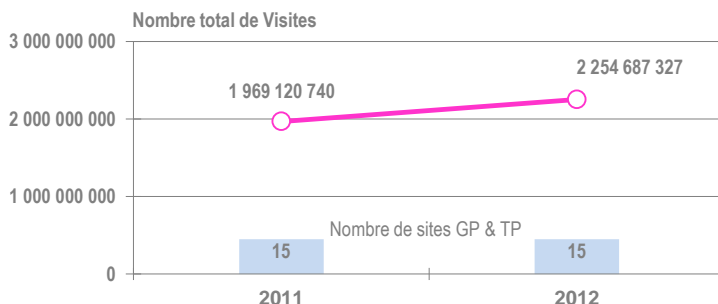 Nombre total de Visites
3 000 000 000
2 254 687 327
1 969 120 740
2 000 000 000
1 000 000 000
Nombre de sites GP & TP
15 15
0
2011 2012